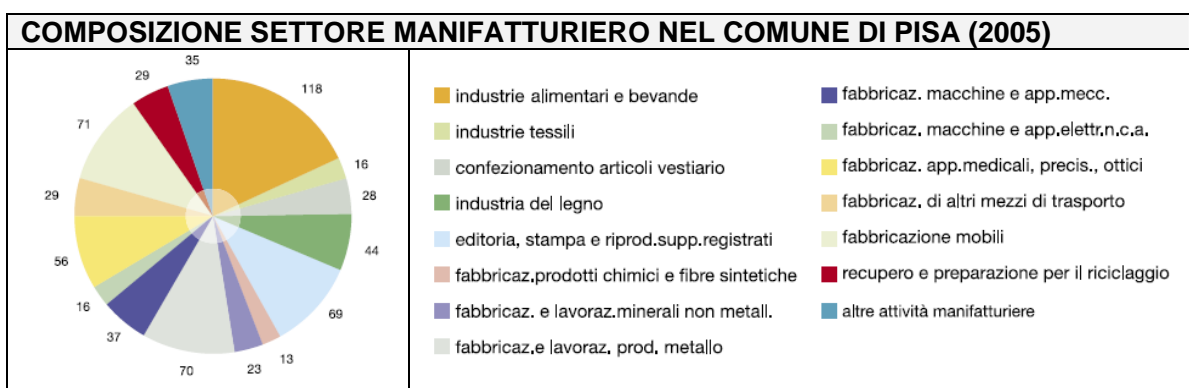 COMPOSIZIONE SETTORE MANIFATTURIERO NEL COMUNE DI PISA (2005)
35
29
118
71
16
29
28
44
56
16
69
37
13
70
23
industrie alimentari e bevande
industrie tessili
confezionamento articoli vestiario
industria del legno
editoria, stampa e riprod.supp.registrati
fabbricaz.prodotti chimici e fibre sintetiche
fabbricaz. e lavoraz.minerali non metall.
fabbricaz.e lavoraz. prod. metallo
fabbricaz. macchine e app.mecc.
fabbricaz. macchine e app.elettr.n.c.a.
fabbricaz. app.medicali, precis., ottici
fabbricaz. di altri mezzi di trasporto
fabbricazione mobili
recupero e preparazione per il riciclaggio
altre attività manifatturiere